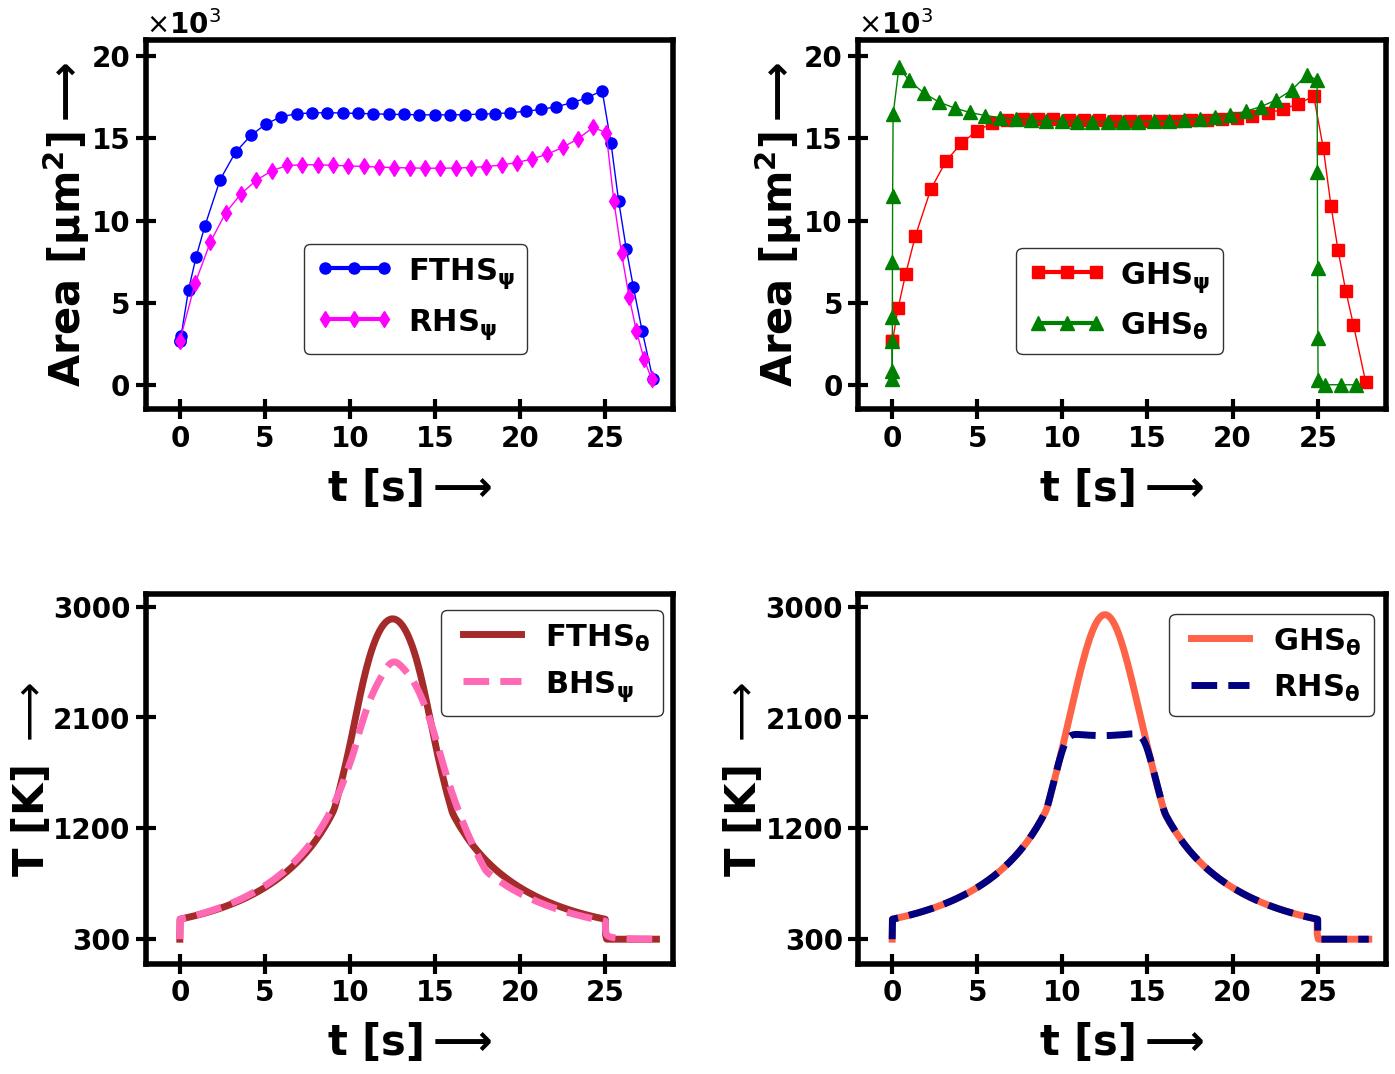 ×10³ ×10³
20
15
10
5
0
Area [μm²] ⟶
FTHSψ
RHSψ
0 5 10 15 20 25
t [s] ⟶
20
15
10
5
0
Area [μm²] ⟶
GHSψ
GHSθ
0 5 10 15 20 25
t [s] ⟶
3000
2100
1200
300
T [K] ⟶
FTHSθ
BHSψ
0 5 10 15 20 25
t [s] ⟶
3000
2100
1200
300
T [K] ⟶
GHSθ
RHSθ
0 5 10 15 20 25
t [s] ⟶